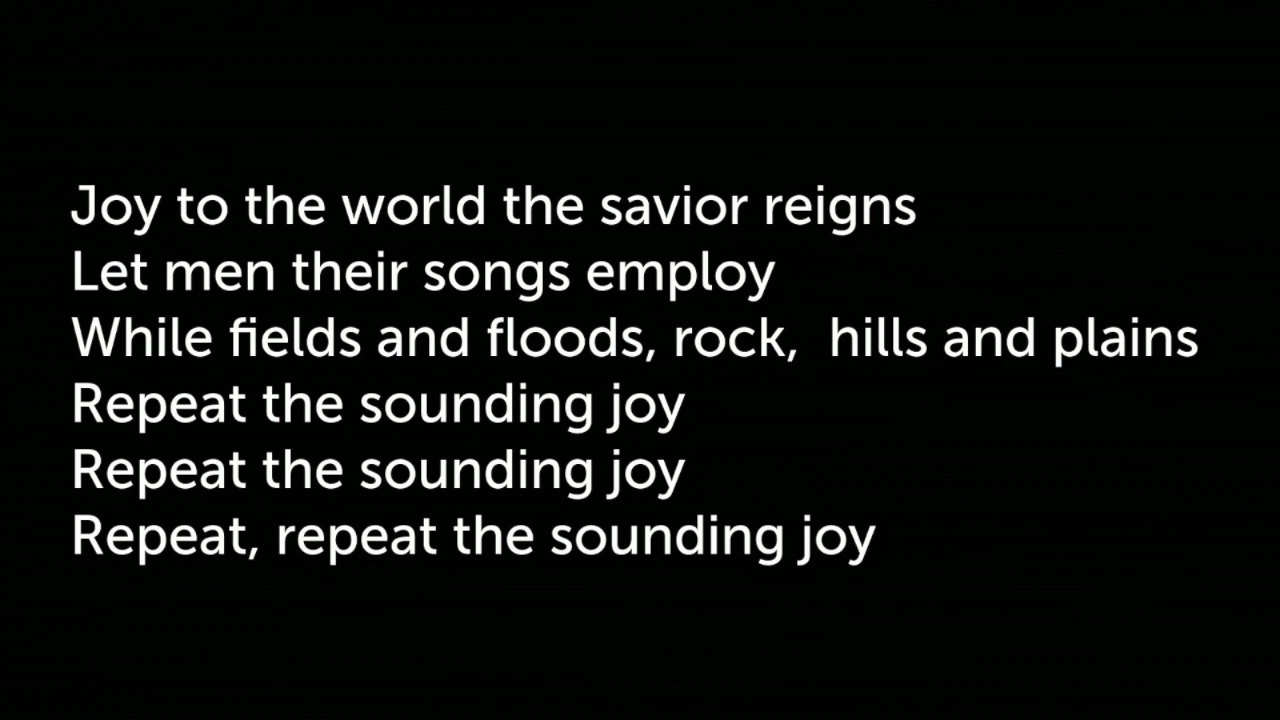 Joy to the world the savior reigns
Let men their songs employ
While fields and floods, rock,  hills and plains
Repeat the sounding joy
Repeat the sounding joy
Repeat, repeat the sounding joy